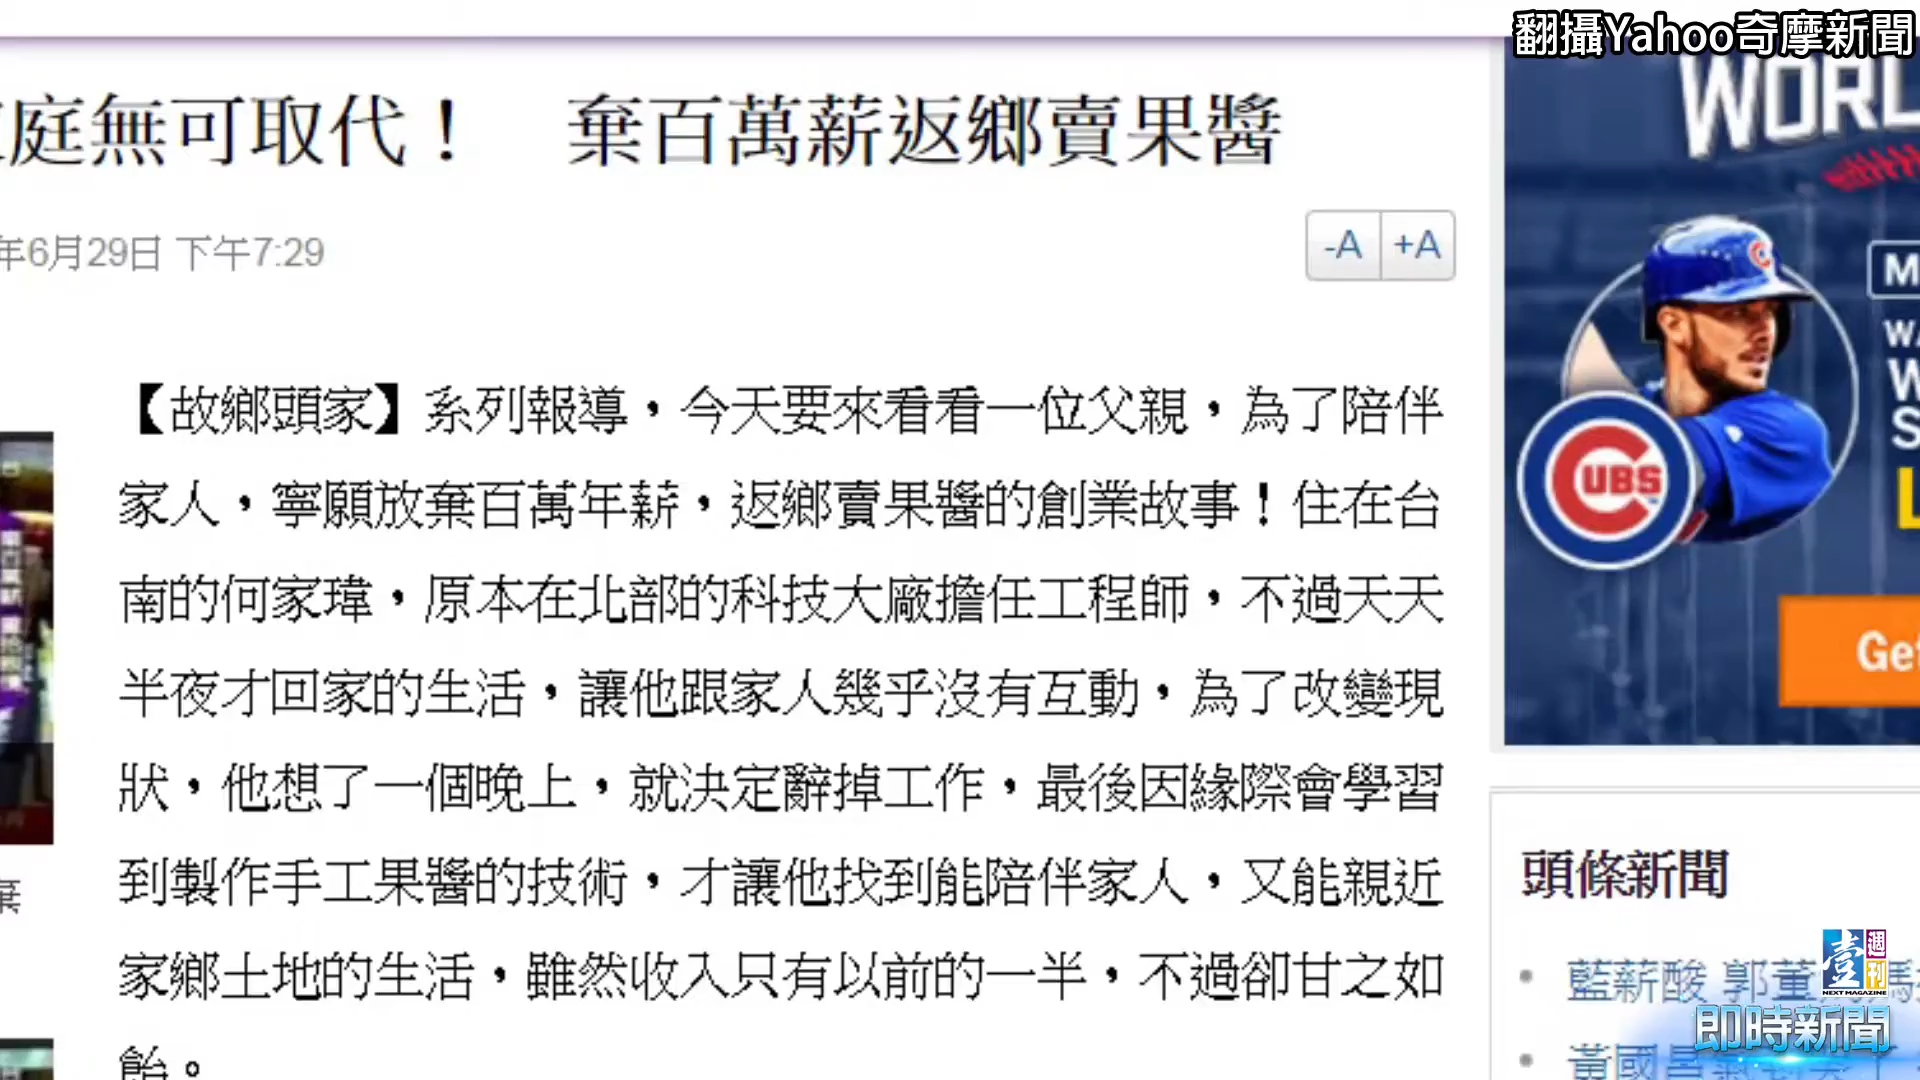 翻攝Yahoo奇摩新聞
庭無可取代！ 棄百萬薪返鄉賣果醬
年6月29日 下午7:29
-A +A
【故鄉頭家】系列報導，今天要來看看一位父親，為了陪伴
家人，寧願放棄百萬年薪，返鄉賣果醬的創業故事！住在台
南的何家瑋，原本在北部的科技大廠擔任工程師，不過天天
半夜才回家的生活，讓他跟家人幾乎沒有互動，為了改變現
狀，他想了一個晚上，就決定辭掉工作，最後因緣際會學習
到製作手工果醬的技術，才讓他找到能陪伴家人，又能親近
家鄉土地的生活，雖然收入只有以前的一半，不過卻甘之如
飴。
棄
WORL
M
W
S
L
CUBS
Get
頭條新聞
藍薪酸 郭董
黃國昌
壹週刊
NEXT MAGAZINE
即時新聞